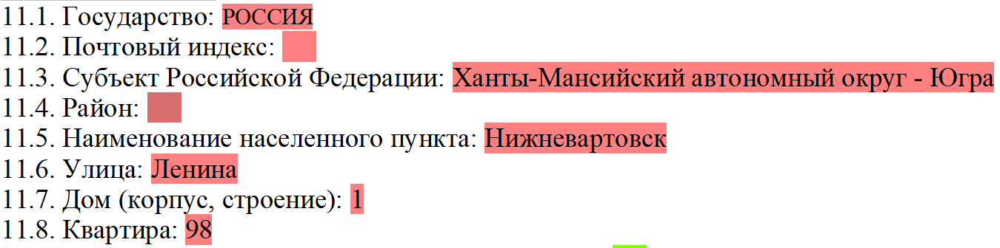 11.1. Государство: РОССИЯ
11.2. Почтовый индекс:
11.3. Субъект Российской Федерации: Ханты-Мансийский автономный округ - Югра
11.4. Район:
11.5. Наименование населенного пункта: Нижневартовск
11.6. Улица: Ленина
11.7. Дом (корпус, строение): 1
11.8. Квартира: 98